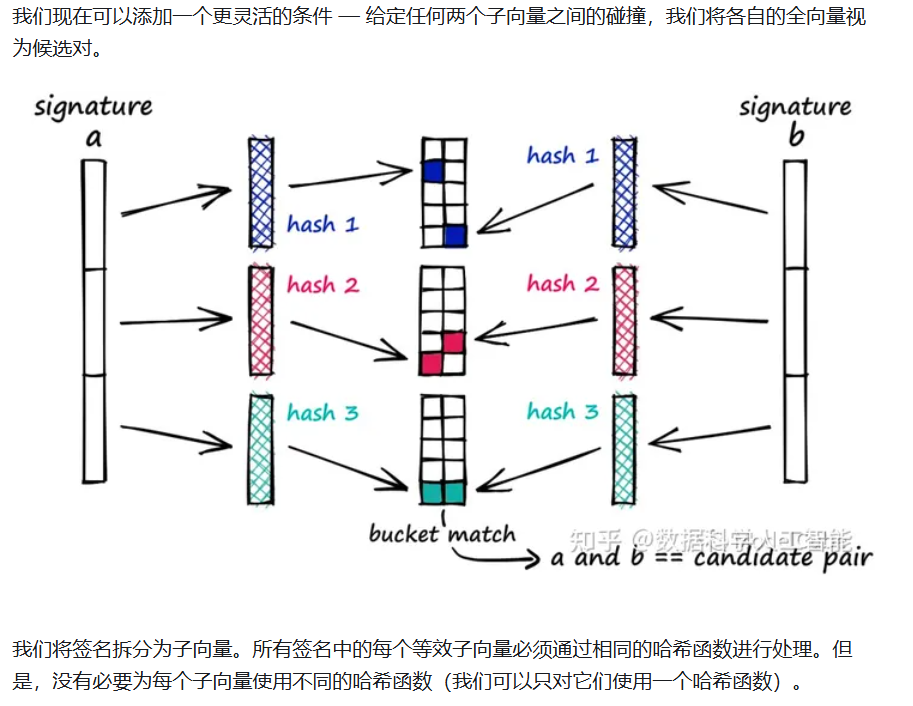 我们现在可以添加一个更灵活的条件 — 给定任何两个子向量之间的碰撞，我们将各自的全向量视
为候选对。
signature
a
signature
b
hash 1
hash 1
hash 2
hash 2
hash 3
hash 3
bucket match
知乎 @数据科学人工智能
a and b == candidate pair
我们将签名拆分为子向量。所有签名中的每个等效子向量必须通过相同的哈希函数进行处理。但
是，没有必要为每个子向量使用不同的哈希函数（我们可以只对它们使用一个哈希函数）。